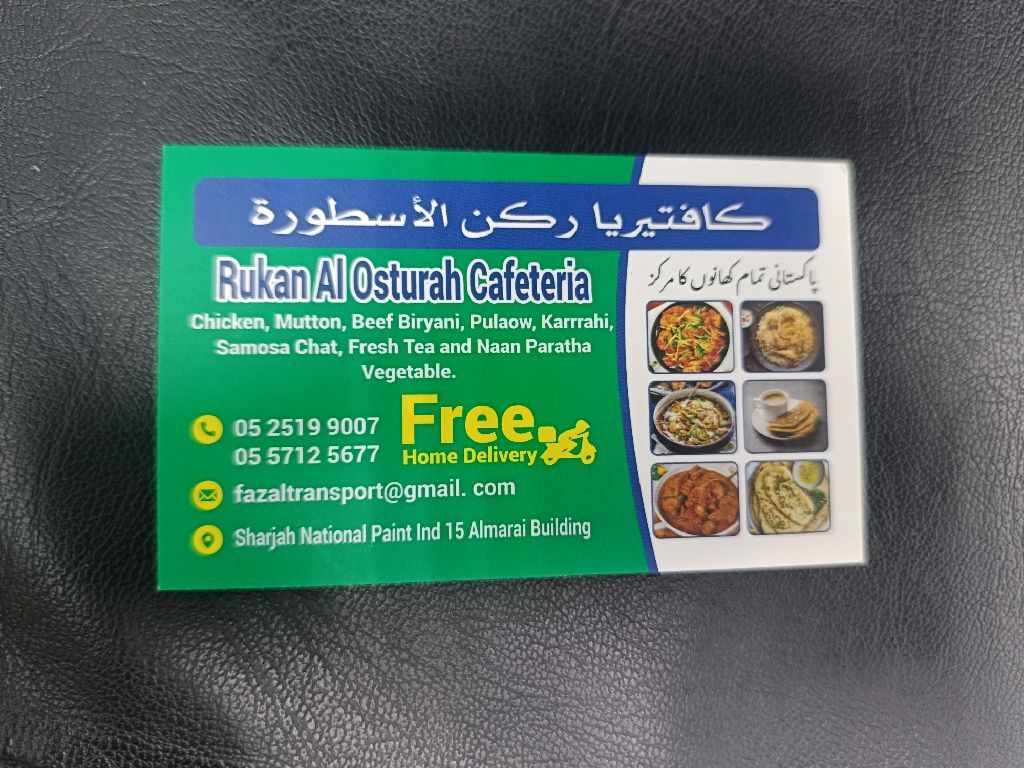 كافتيريا ركن الأسطورة
Rukan Al Osturah Cafeteria
پاکستانی تمام کھانوں کا مرکز
Chicken, Mutton, Beef Biryani, Pulaow, Karrrahi,
Samosa Chat, Fresh Tea and Naan Paratha
Vegetable.
05 2519 9007
05 5712 5677
Free
Home Delivery
fazaltransport@gmail. com
Sharjah National Paint Ind 15 Almarai Building